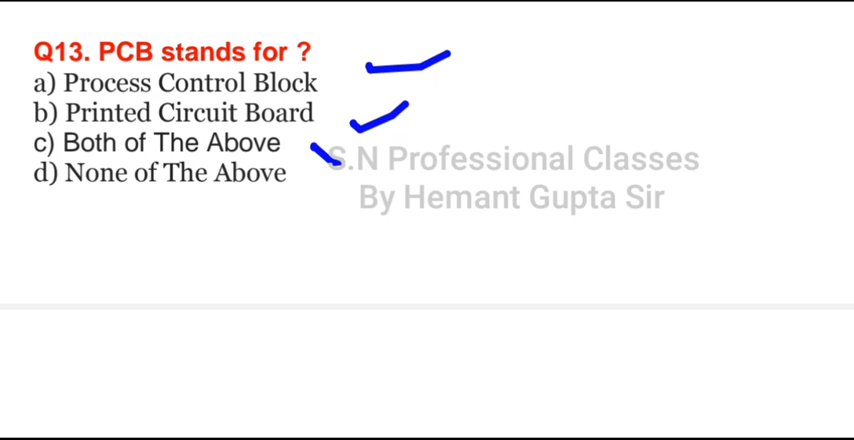 Q13. PCB stands for ?
a) Process Control Block
b) Printed Circuit Board
c) Both of The Above
d) None of The Above
S.N Professional Classes
By Hemant Gupta Sir